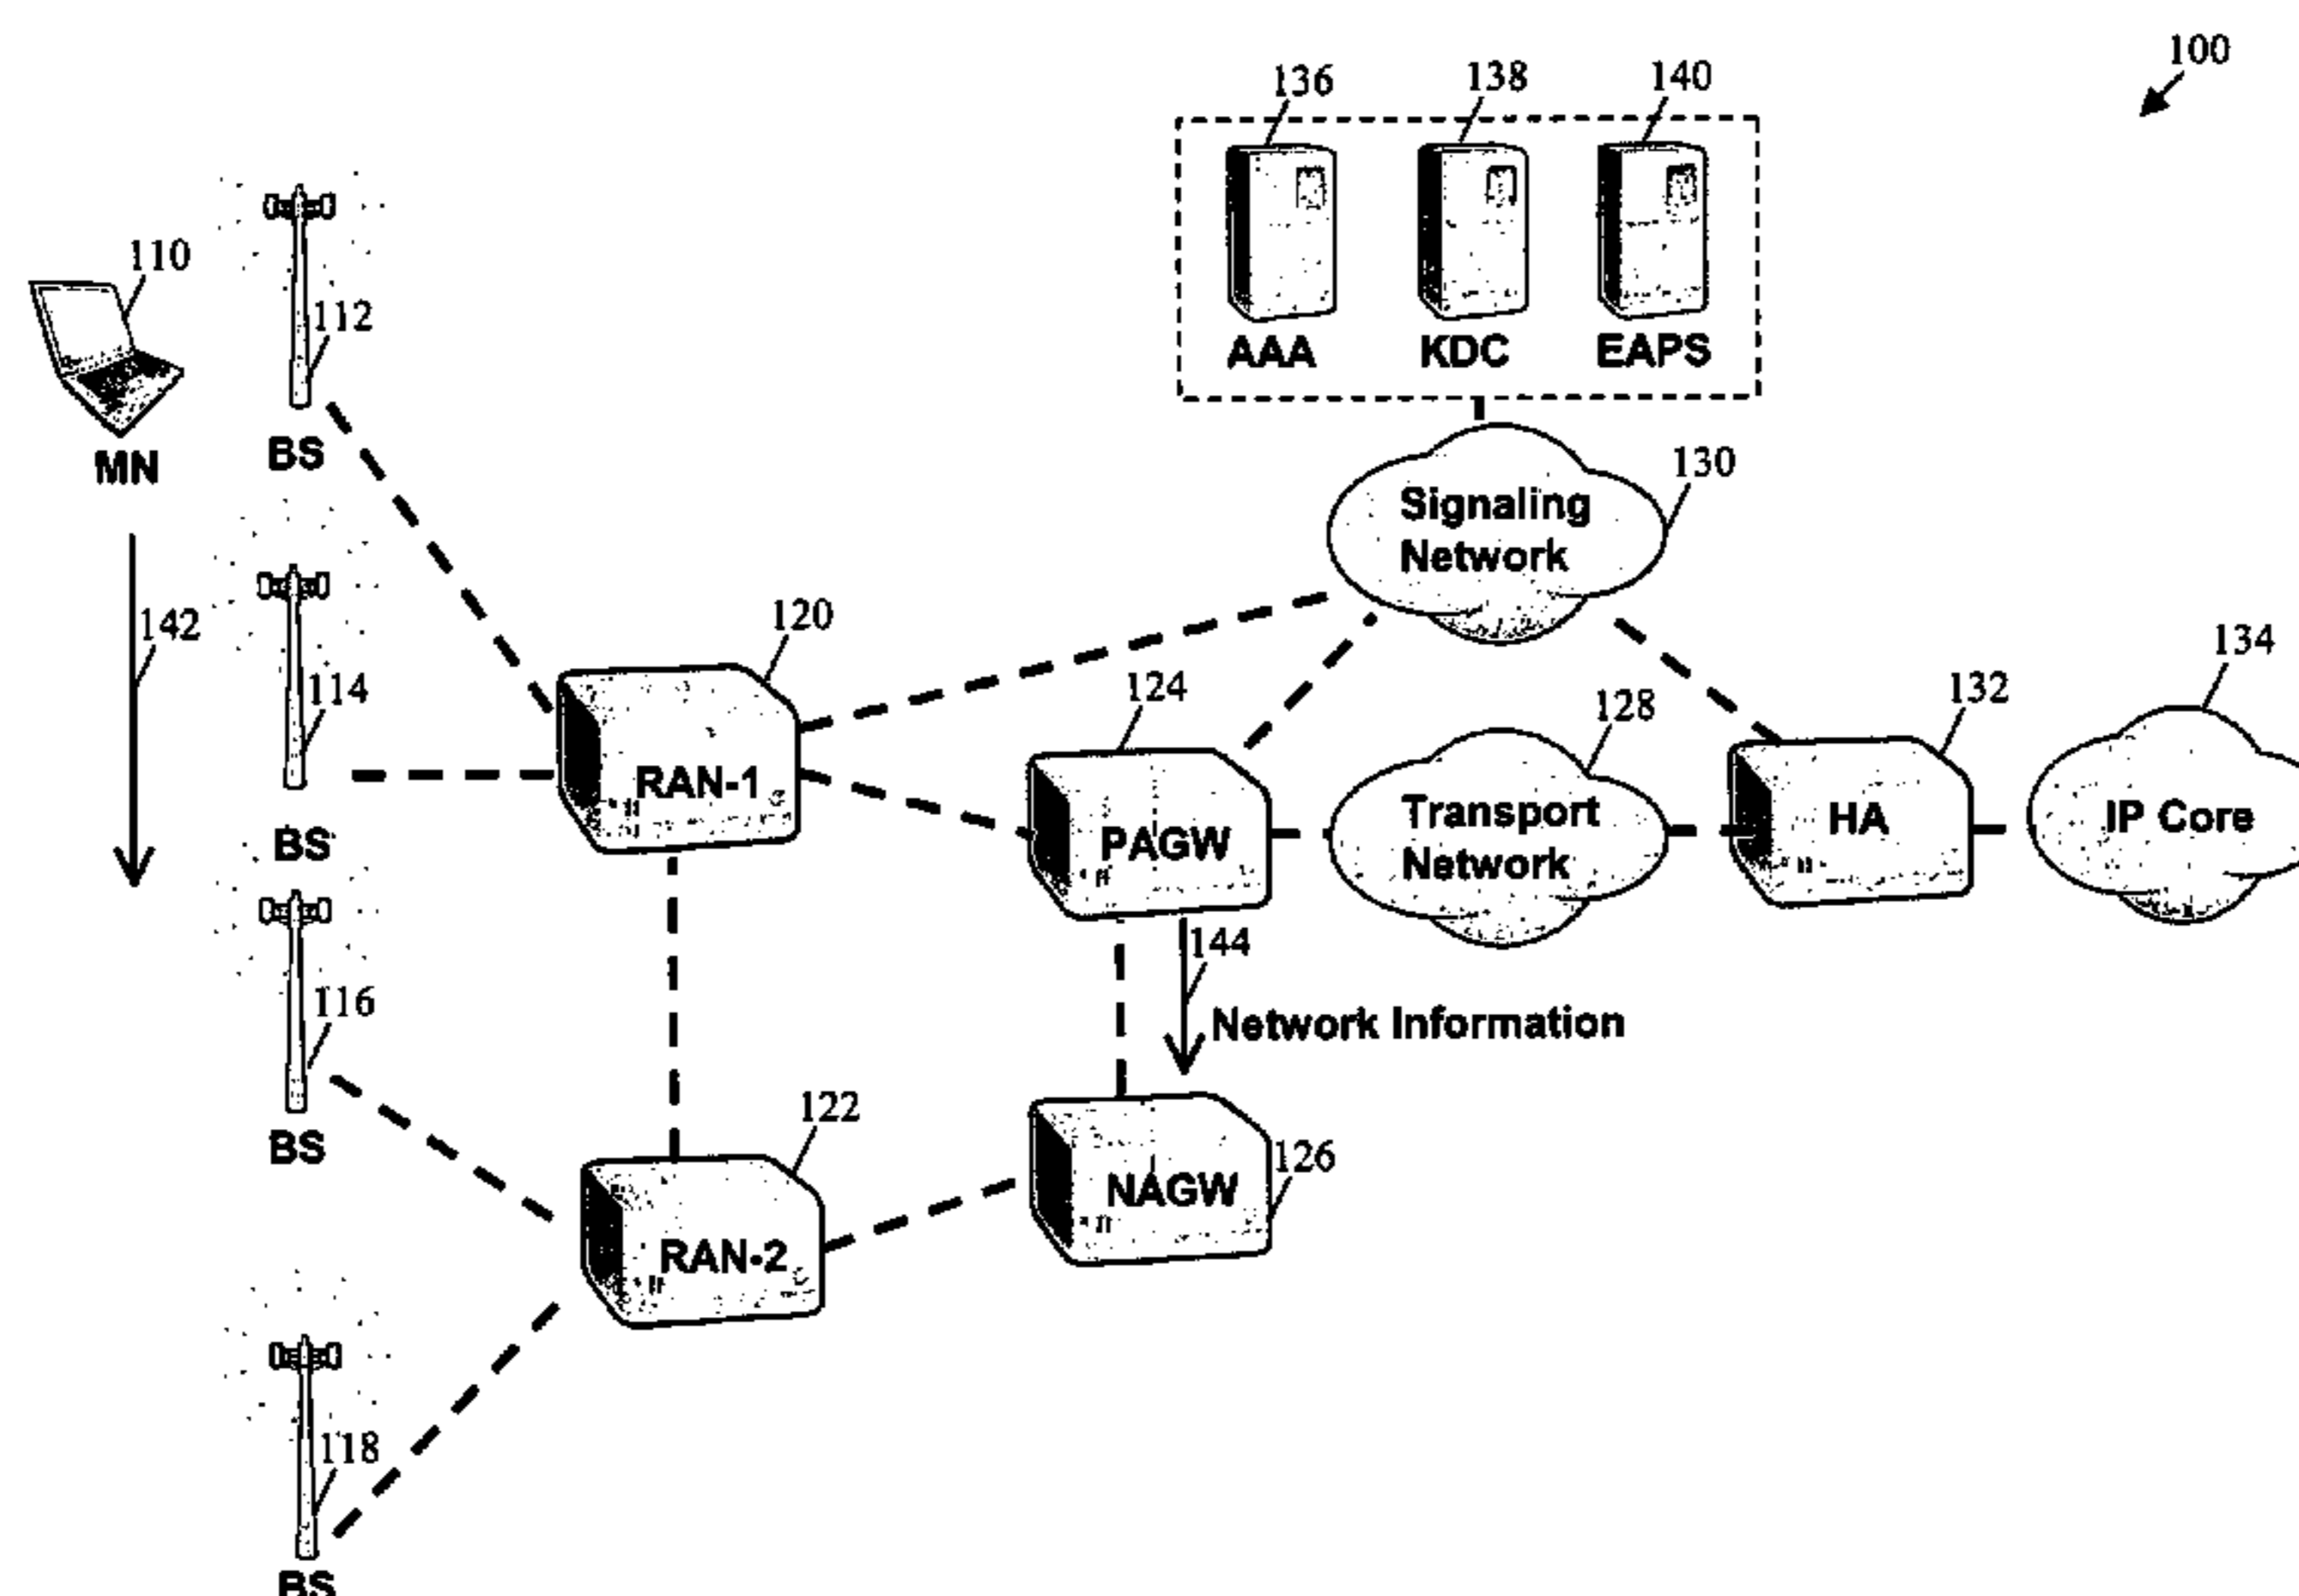 100
136
138
140
110
112
AAA
KDC
EAPS
MN
BS
130
Signaling
Network
142
120
134
114
124
128
132
RAN-1
PAGW
Transport
Network
HA
IP Core
BS
144
116
Network Information
122
BS
126
NAGW
RAN-2
118
BS